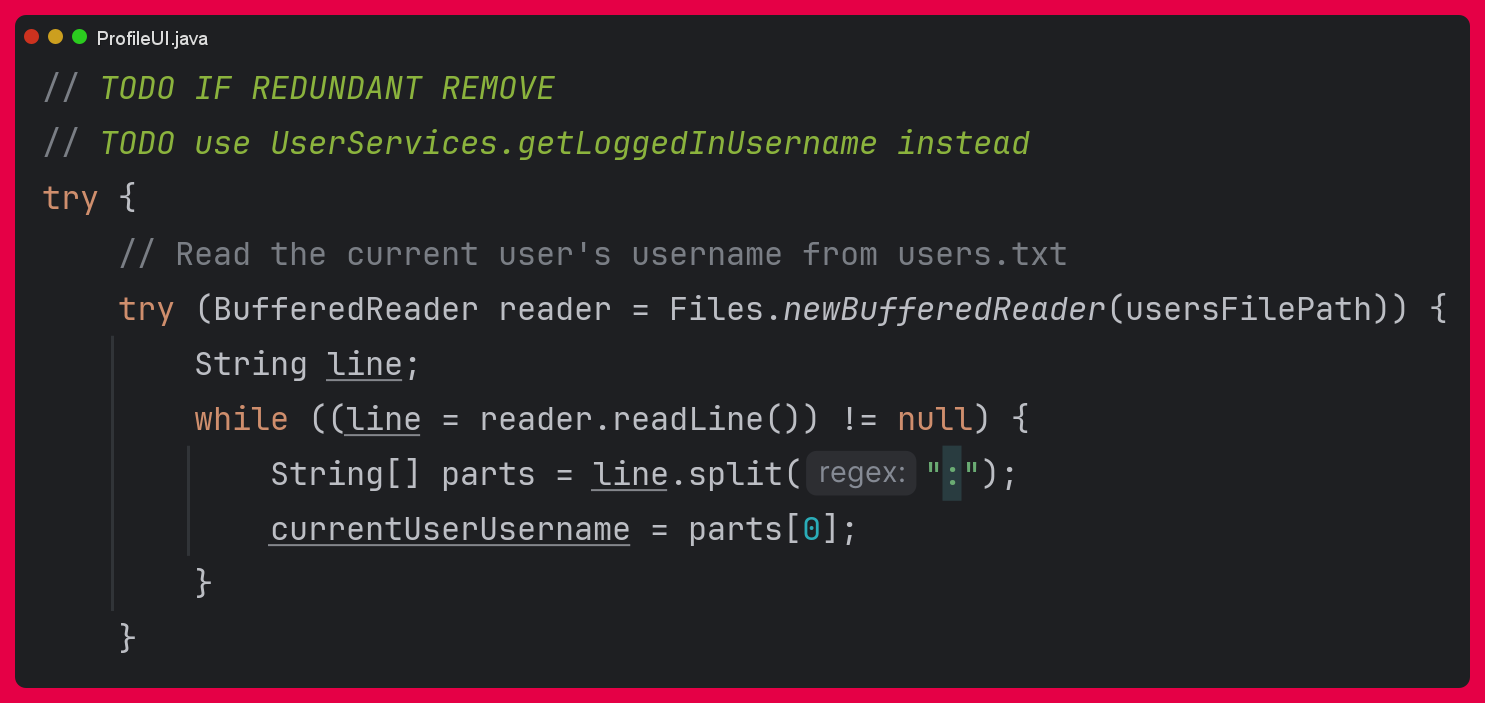 ProfileUI.java
// TODO IF REDUNDANT REMOVE
// TODO use UserServices.getLoggedInUsername instead
try {
// Read the current user's username from users.txt
try (BufferedReader reader = Files.newBufferedReader(usersFilePath)) {
String line;
while ((line = reader.readLine()) != null) {
String[] parts = line.split( regex: ":");
currentUserUsername = parts[0];
}
}